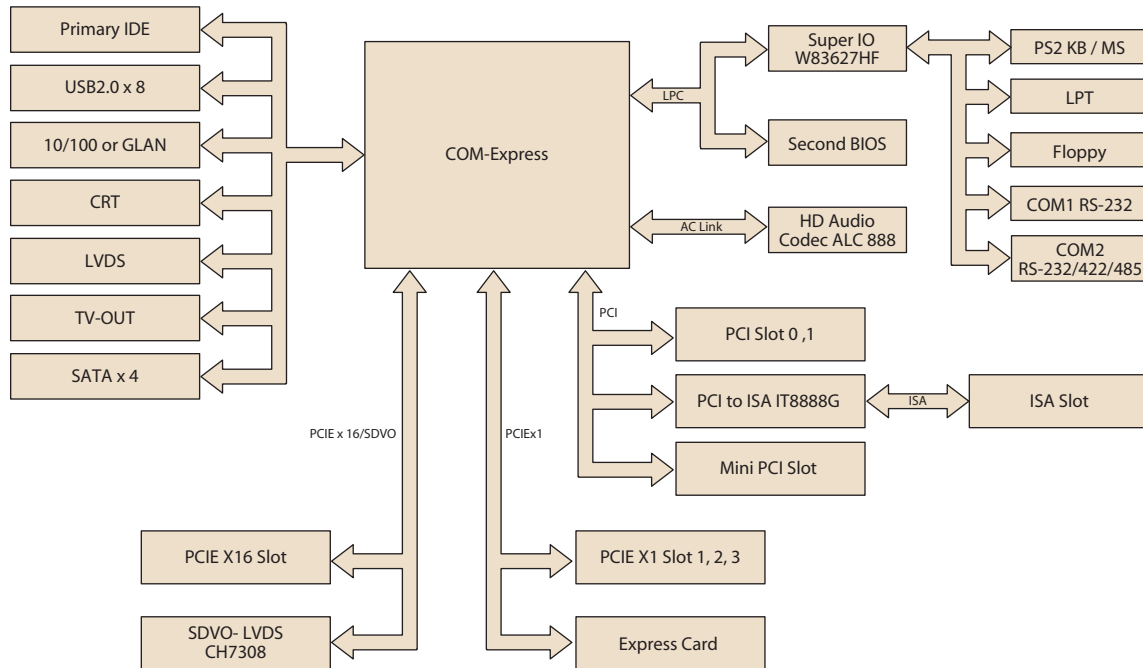 Primary IDE
USB2.0 x 8
10/100 or GLAN
CRT
LVDS
TV-OUT
SATA x 4
COM-Express
LPC
Super IO
W83627HF
Second BIOS
AC Link
HD Audio
Codec ALC 888
PS2 KB / MS
LPT
Floppy
COM1 RS-232
COM2
RS-232/422/485
PCI
PCI Slot 0 ,1
PCI to ISA IT8888G
ISA
ISA Slot
Mini PCI Slot
PCIE x 16/SDVO
PCIEx1
PCIE X16 Slot
SDVO- LVDS
CH7308
PCIE X1 Slot 1, 2, 3
Express Card